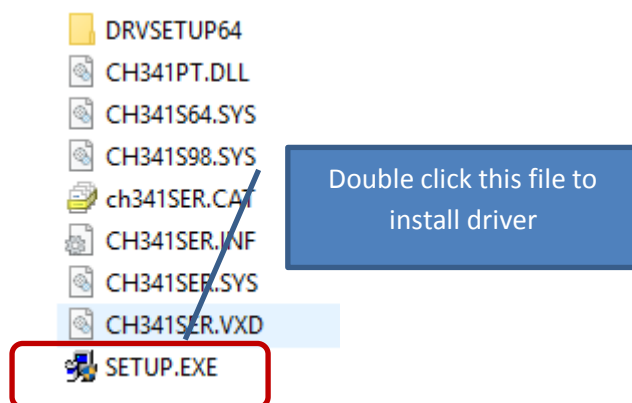 DRVSETUP64
CH341PT.DLL
CH341S64.SYS
CH341S98.SYS
ch341SER.CAT
CH341SER.INF
CH341SER.SYS
CH341SER.VXD
SETUP.EXE
Double click this file to
install driver